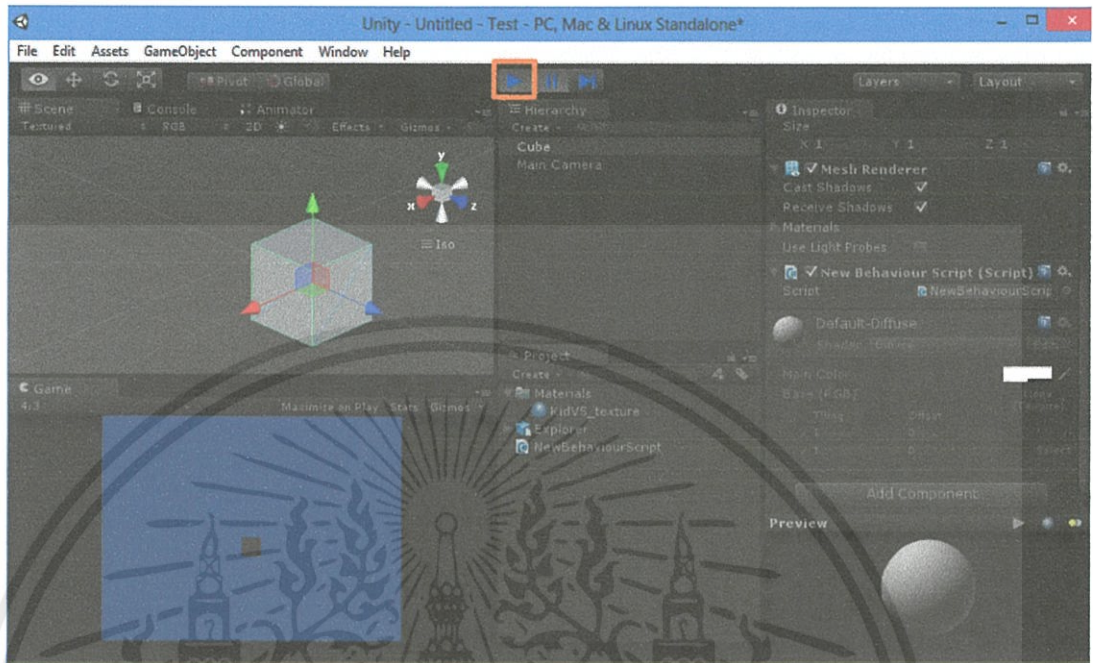 Unity - Untitled - Test - PC, Mac & Linux Standalone*
File Edit Assets GameObject Component Window Help
Pivot Global Layers Layout
Scene Console Animator
Textured RGB 2D Effects Gizmos
y
x z
Iso
Hierarchy
Create
Cube
Main Camera
Inspector
Size
X 1 Y 1 Z 1
Mesh Renderer
Cast Shadows
Receive Shadows
Materials
Use Light Probes
New Behaviour Script (Script)
Script NewBehaviourScrip
Default-Diffuse
Shader
Main Color
Base (RGB)
Tiling Offset
Select
Add Component
Preview
Project
Create
Materials
KidVS_texture
Explorer
NewBehaviourScript
Game
4:3 Maximize on Play Stats Gizmos